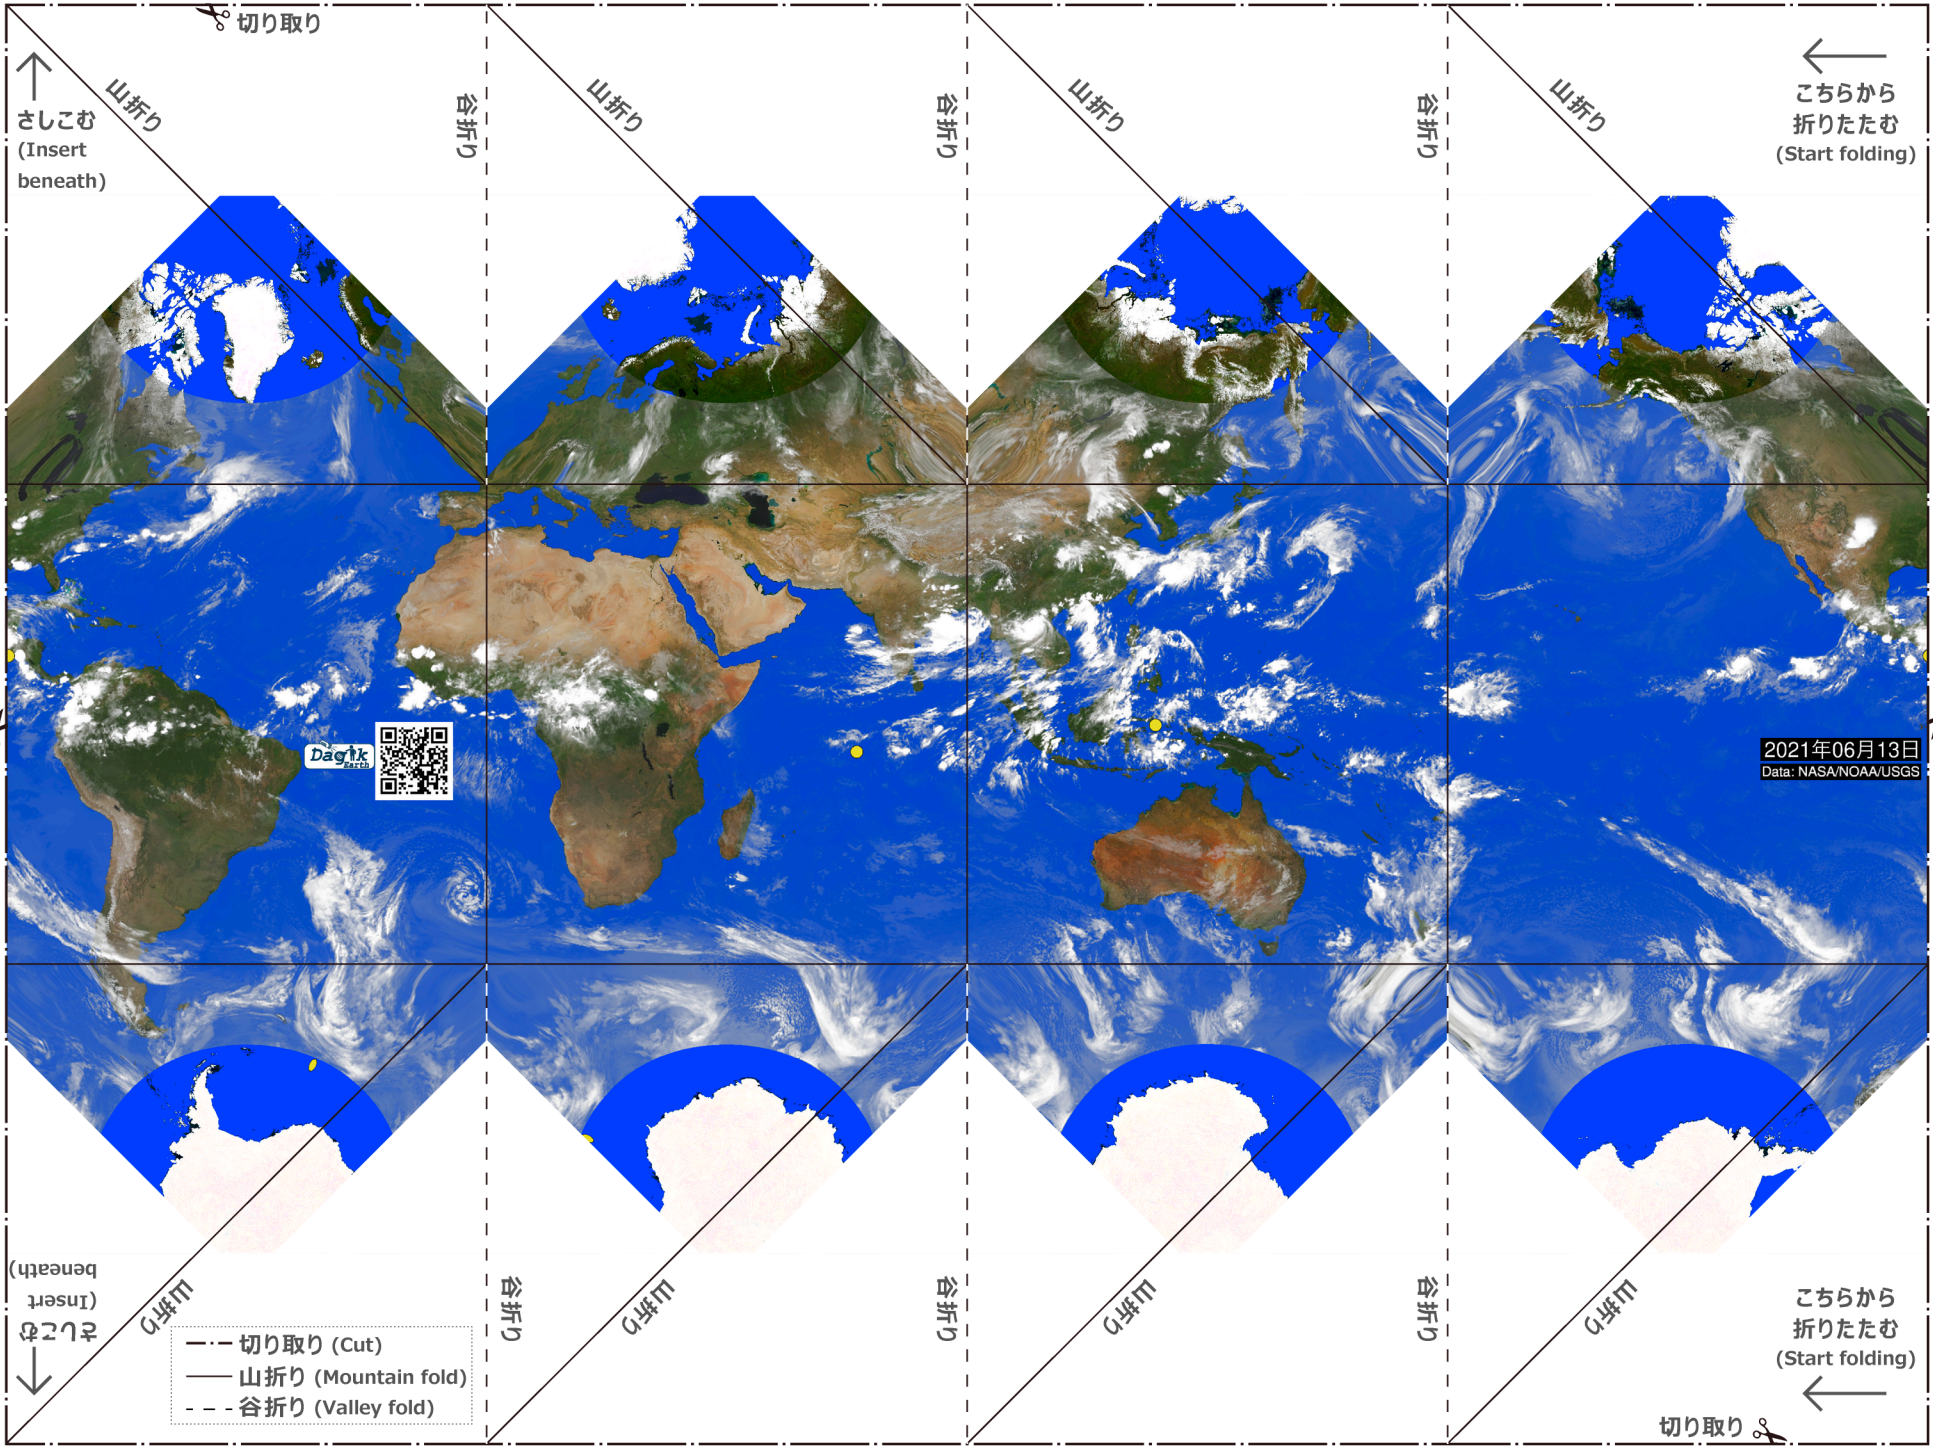 切り取り
さしこむ
(Insert
beneath)
山折り
谷折り
山折り
谷折り
山折り
谷折り
山折り
こちらから
折りたたむ
(Start folding)
Dagik
Earth
2021年06月13日
Data: NASA/NOAA/USGS
さしこむ
(Insert
beneath)
山折り
谷折り
山折り
谷折り
山折り
谷折り
山折り
こちらから
折りたたむ
(Start folding)
切り取り (Cut)
山折り (Mountain fold)
谷折り (Valley fold)
切り取り